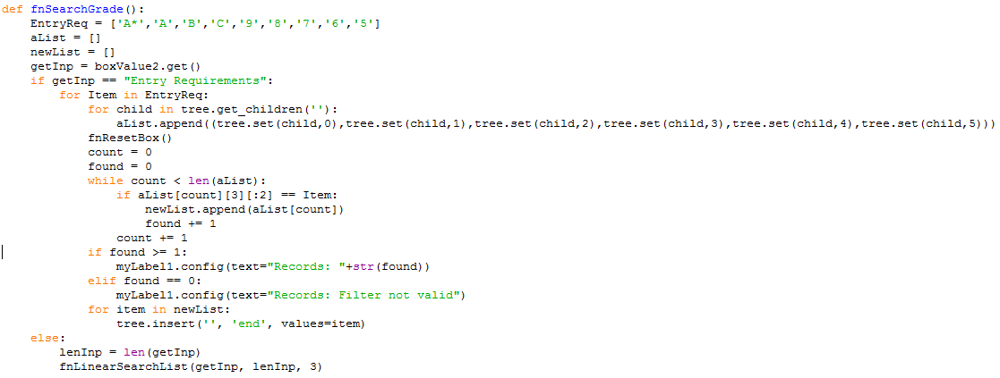 def fnSearchGrade():
    EntryReq = ['A*','A','B','C','9','8','7','6','5']
    aList = []
    newList = []
    getInp = boxValue2.get()
    if getInp == "Entry Requirements":
        for Item in EntryReq:
            for child in tree.get_children(''):
                aList.append((tree.set(child,0),tree.set(child,1),tree.set(child,2),tree.set(child,3),tree.set(child,4),tree.set(child,5)))
            fnResetBox()
            count = 0
            found = 0
            while count < len(aList):
                if aList[count][3][:2] == Item:
                    newList.append(aList[count])
                    found += 1
                count += 1
            if found >= 1:
                myLabel1.config(text="Records: "+str(found))
            elif found == 0:
                myLabel1.config(text="Records: Filter not valid")
            for item in newList:
                tree.insert('', 'end', values=item)
    else:
        lenInp = len(getInp)
        fnLinearSearchList(getInp, lenInp, 3)